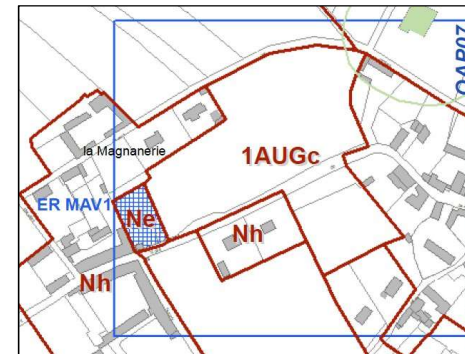 OAP07
la Magnanerie
1AUGc
ER MAV1
Ne
Nh
Nh